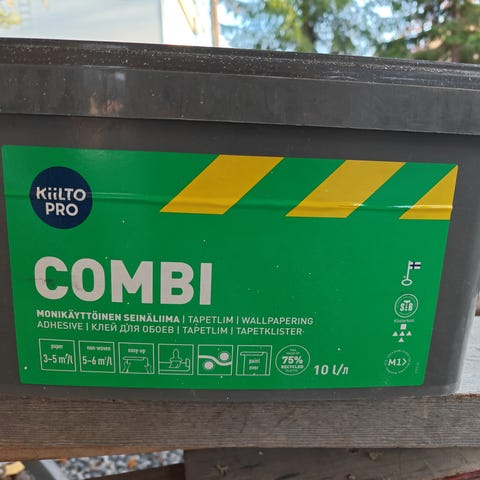 KiiLTO
PRO
COMBI
MONIKÄYTTÖINEN SEINÄLIIMA | TAPETLIM | WALLPAPERING
ADHESIVE | КЛЕЙ ДЛЯ ОБОЕВ | TAPETLIM | TAPETKLISTER
paper
3–5 m²/l
non-woven
5–6 m²/l
easy-up
paint
over
75%
RECYCLED
10 l/л
M1